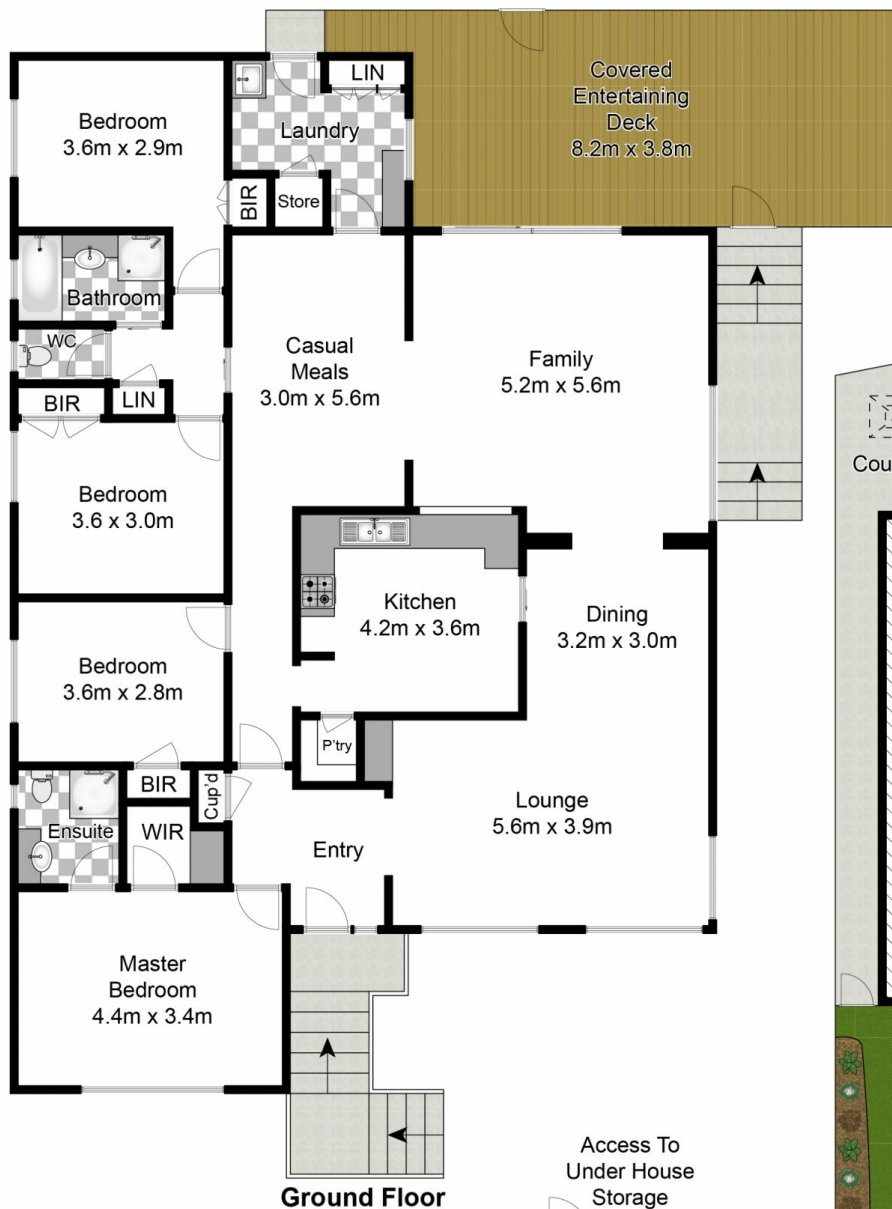 Covered
Entertaining
Deck
8.2m x 3.8m
LIN
Bedroom
3.6m x 2.9m
Laundry
BIR
Store
Bathroom
WC
Casual
Meals
3.0m x 5.6m
Family
5.2m x 5.6m
BIR
LIN
Cou
Bedroom
3.6 x 3.0m
Kitchen
4.2m x 3.6m
Dining
3.2m x 3.0m
Bedroom
3.6m x 2.8m
P'try
BIR
Cup'd
Lounge
5.6m x 3.9m
Ensuite
WIR
Entry
Master
Bedroom
4.4m x 3.4m
Access To
Under House
Storage
Ground Floor